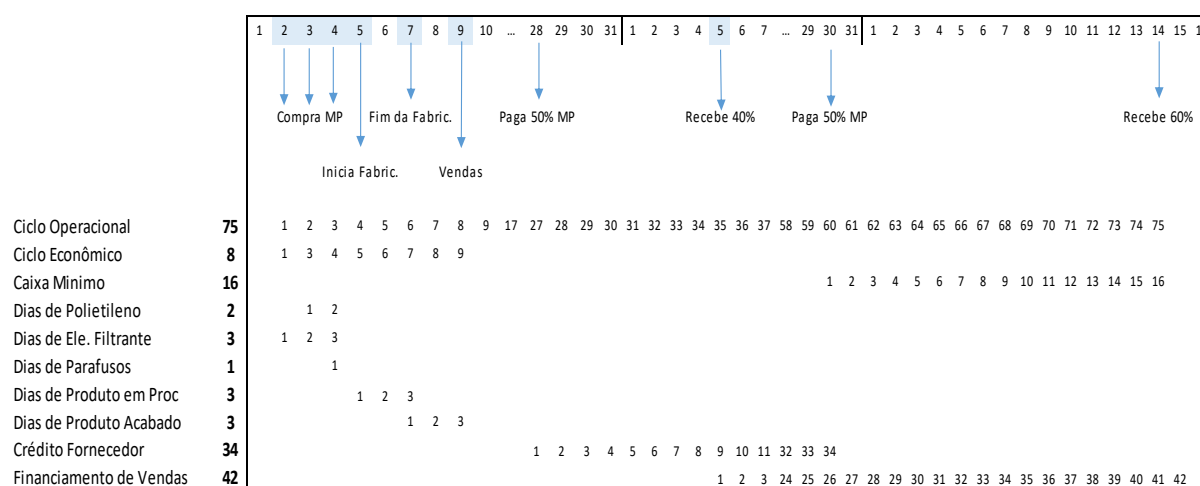 1 2 3 4 5 6 7 8 9 10 ... 28 29 30 31 1 2 3 4 5 6 7 ... 29 30 31 1 2 3 4 5 6 7 8 9 10 11 12 13 14 15
Compra MP Fim da Fabric. Paga 50% MP Recebe 40% Paga 50% MP Recebe 60%
Inicia Fabric. Vendas
Ciclo Operacional 75 1 2 3 4 5 6 7 8 9 17 27 28 29 30 31 32 33 34 35 36 37 58 59 60 61 62 63 64 65 66 67 68 69 70 71 72 73 74 75
Ciclo Econômico 8 1 3 4 5 6 7 8 9
Caixa Minimo 16 1 2 3 4 5 6 7 8 9 10 11 12 13 14 15 16
Dias de Polietileno 2 1 2
Dias de Ele. Filtrante 3 1 2 3
Dias de Parafusos 1 1
Dias de Produto em Proc 3 1 2 3
Dias de Produto Acabado 3 1 2 3
Crédito Fornecedor 34 1 2 3 4 5 6 7 8 9 10 11 32 33 34
Financiamento de Vendas 42 1 2 3 24 25 26 27 28 29 30 31 32 33 34 35 36 37 38 39 40 41 42